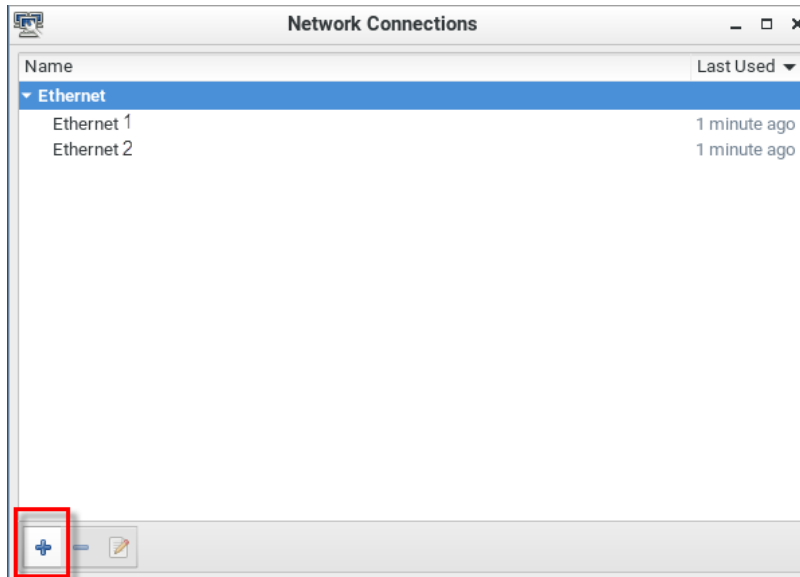 Network Connections
Name Last Used
Ethernet
Ethernet 1 1 minute ago
Ethernet 2 1 minute ago